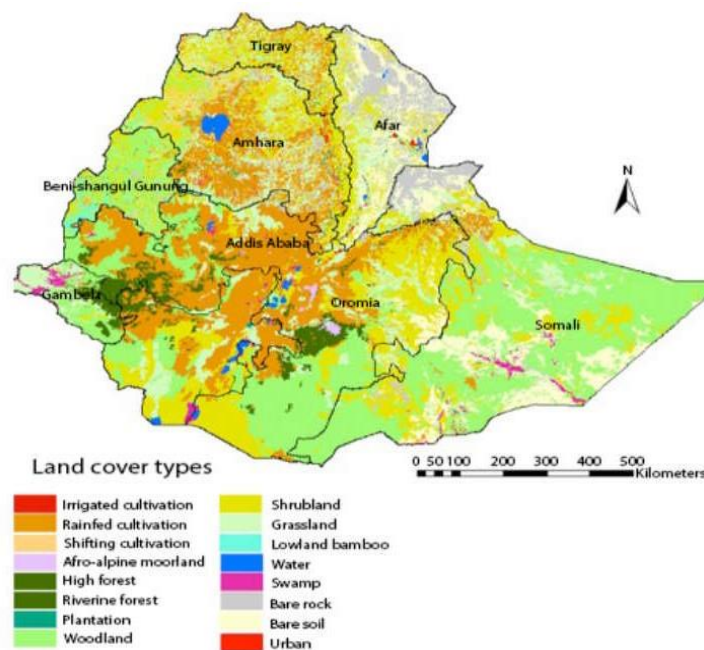 Tigray
Afar
Amhara
N
Beni-shangul Gunung
Addis Ababa
Gambela
Oromia
Somali
0 50 100 200 300 400 500
Kilometers
Land cover types
Irrigated cultivation
Rainfed cultivation
Shifting cultivation
Afro-alpine moorland
High forest
Riverine forest
Plantation
Woodland
Shrubland
Grassland
Lowland bamboo
Water
Swamp
Bare rock
Bare soil
Urban